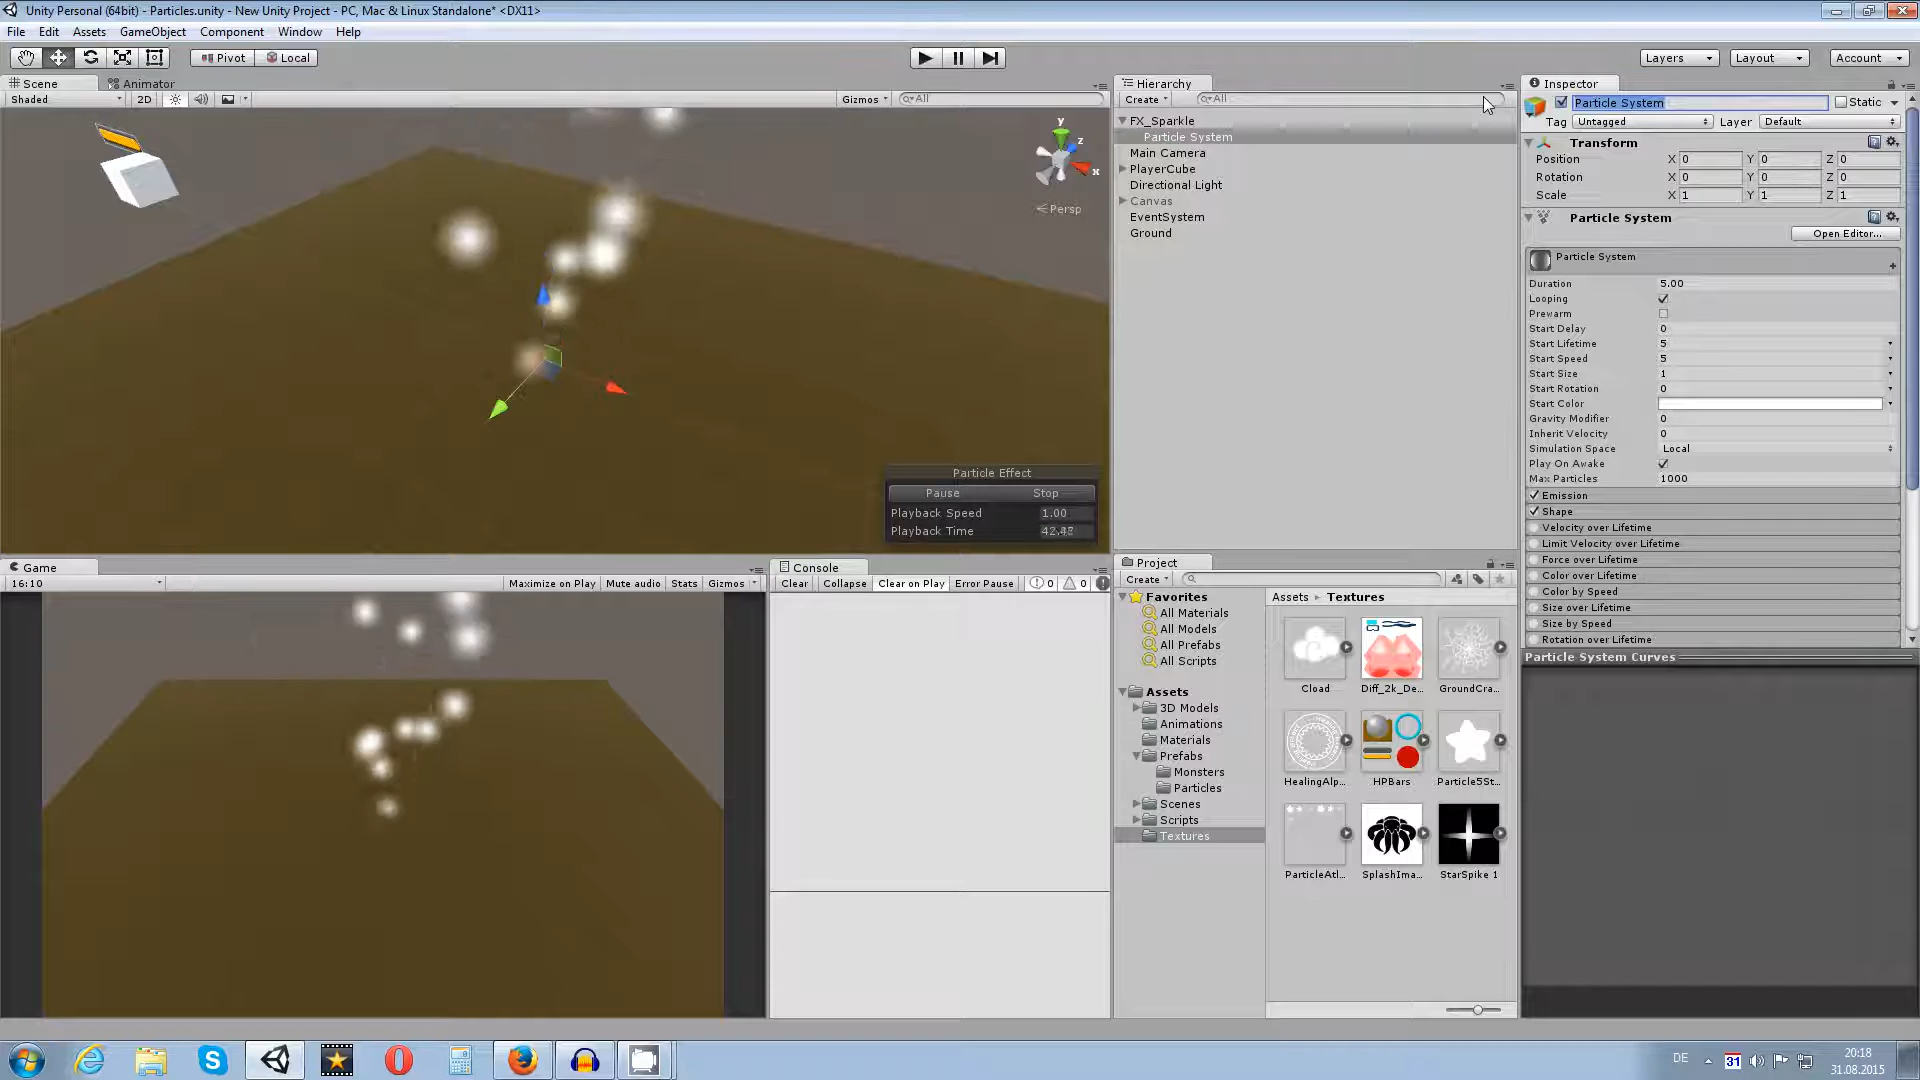 Unity Personal (64bit) - Particles.unity - New Unity Project - PC, Mac & Linux Standalone* <DX11>
File Edit Assets GameObject Component Window Help
Pivot Local Layers Layout Account
Scene Animator
Shaded 2D Gizmos All
y
z
x
Persp
Particle Effect
Pause Stop
Playback Speed 1.00
Playback Time
Game
16:10 Maximize on Play Mute audio Stats Gizmos
Console
Clear Collapse Clear on Play Error Pause 0 0
Hierarchy
Create All
FX_Sparkle
Particle System
Main Camera
PlayerCube
Directional Light
Canvas
EventSystem
Ground
Project
Create
Favorites
All Materials
All Models
All Prefabs
All Scripts
Assets
3D Models
Animations
Materials
Prefabs
Monsters
Particles
Scenes
Scripts
Textures
Assets Textures
Cload Diff_2k_De... GroundCra...
HealingAlp... HPBars Particle5St...
ParticleAtl... SplashIma... StarSpike 1
Inspector
Particle System Static
Tag Untagged Layer Default
Transform
Position X 0 Y 0 Z 0
Rotation X 0 Y 0 Z 0
Scale X 1 Y 1 Z 1
Particle System
Open Editor...
Particle System
Duration 5.00
Looping
Prewarm
Start Delay 0
Start Lifetime 5
Start Speed 5
Start Size 1
Start Rotation 0
Start Color
Gravity Modifier 0
Inherit Velocity 0
Simulation Space Local
Play On Awake
Max Particles 1000
Emission
Shape
Velocity over Lifetime
Limit Velocity over Lifetime
Force over Lifetime
Color over Lifetime
Color by Speed
Size over Lifetime
Size by Speed
Rotation over Lifetime
Particle System Curves
DE 31 20:18
31.08.2015